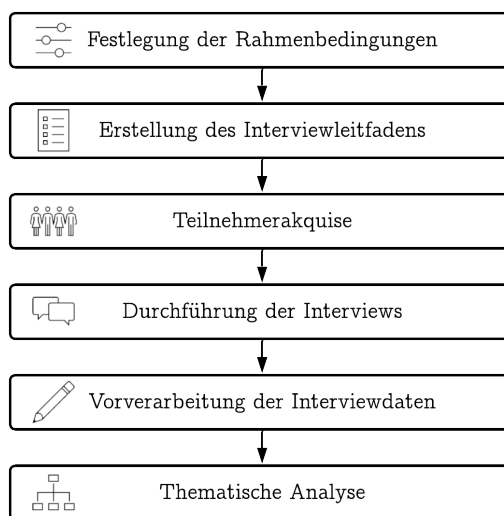 Festlegung der Rahmenbedingungen
Erstellung des Interviewleitfadens
Teilnehmerakquise
Durchführung der Interviews
Vorverarbeitung der Interviewdaten
Thematische Analyse